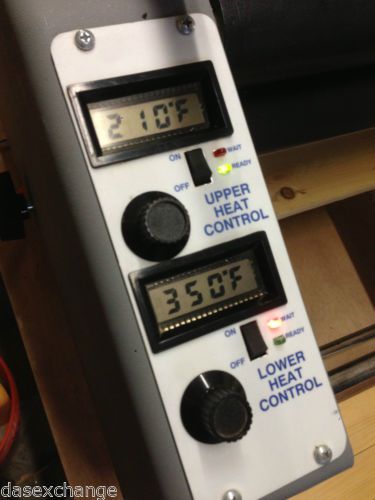 210°F
ON
WAIT
READY
OFF
UPPER
HEAT
CONTROL
350°F
ON
WAIT
READY
OFF
LOWER
HEAT
CONTROL
dasexchange